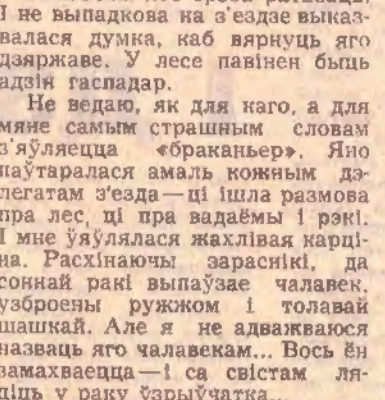 І не выпадкова на з'ездзе выказ-
валася думка, каб вярнуць яго
дзяржаве. У лесе павінен быць
адзін гаспадар.
Не ведаю, як для каго, а для
мяне самым страшным словам
з'яўляецца «браканьер». Яно
паўтаралася амаль кожным дэ-
легатам з'езда — ці ішла размова
пра лес, ці пра вадаёмы і рэкі.
І мне ўяўлялася жахлівая карці-
на. Расхінаючы зараснікі, да
соннай ракі выпаўзае чалавек,
узброены ружжом і толавай
шашкай. Але я не адважваюся
назваць яго чалавекам... Вось ён
замахваецца — і са свістам ля-
ціць у раку ўзрыўчатка...